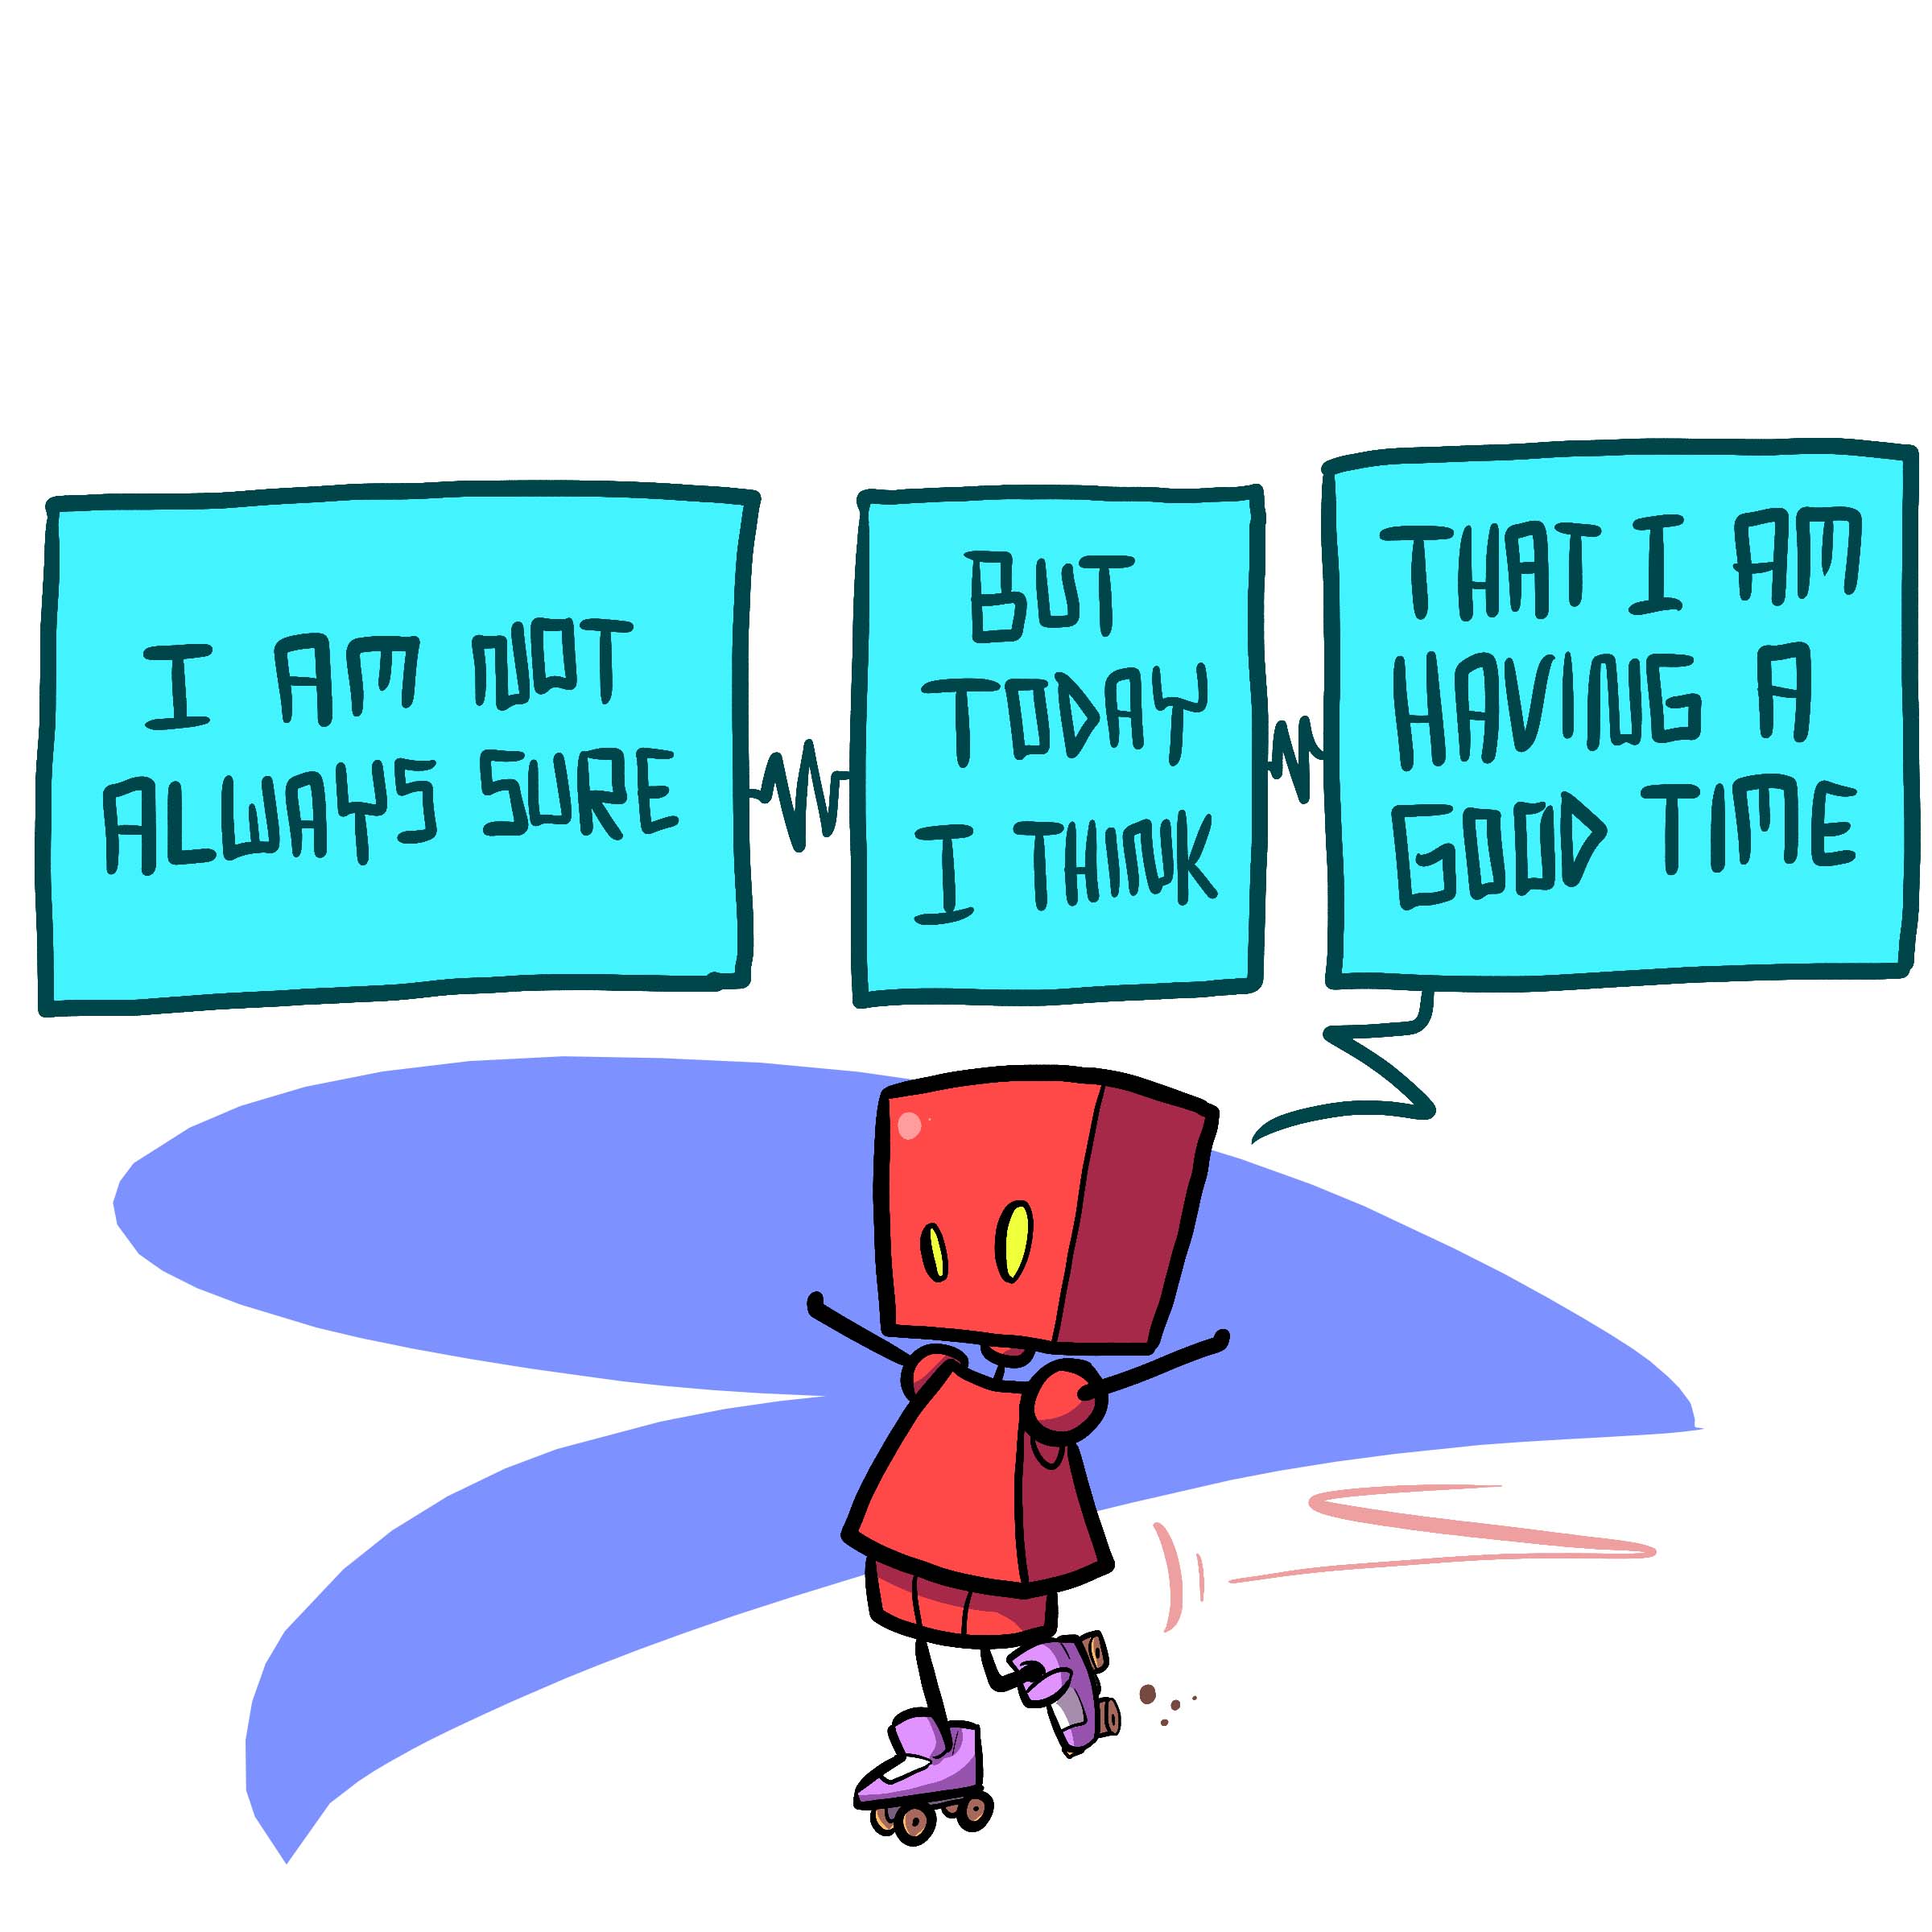 I AM NOT
ALWAYS SURE
BUT
TODAY
I THINK
THAT I AM
HAVING A
GOOD TIME